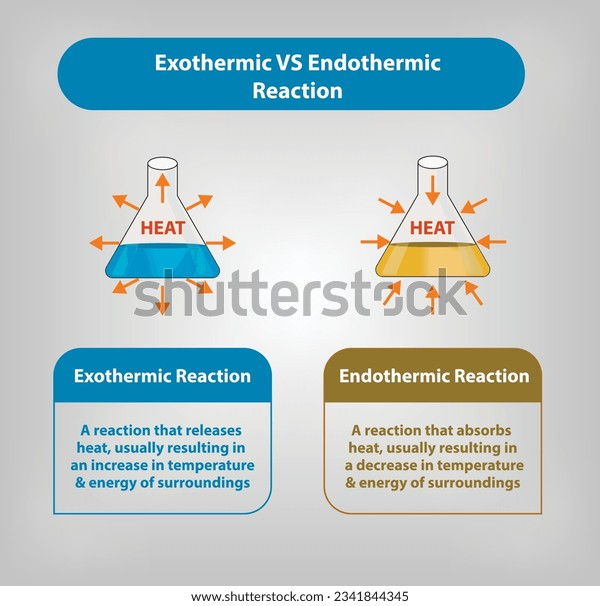 Exothermic VS Endothermic
Reaction
HEAT
HEAT
shutterstock
Exothermic Reaction
A reaction that releases
heat, usually resulting in
an increase in temperature
& energy of surroundings
Endothermic Reaction
A reaction that absorbs
heat, usually resulting in
a decrease in temperature
& energy of surroundings
www.shutterstock.com · 2341844345